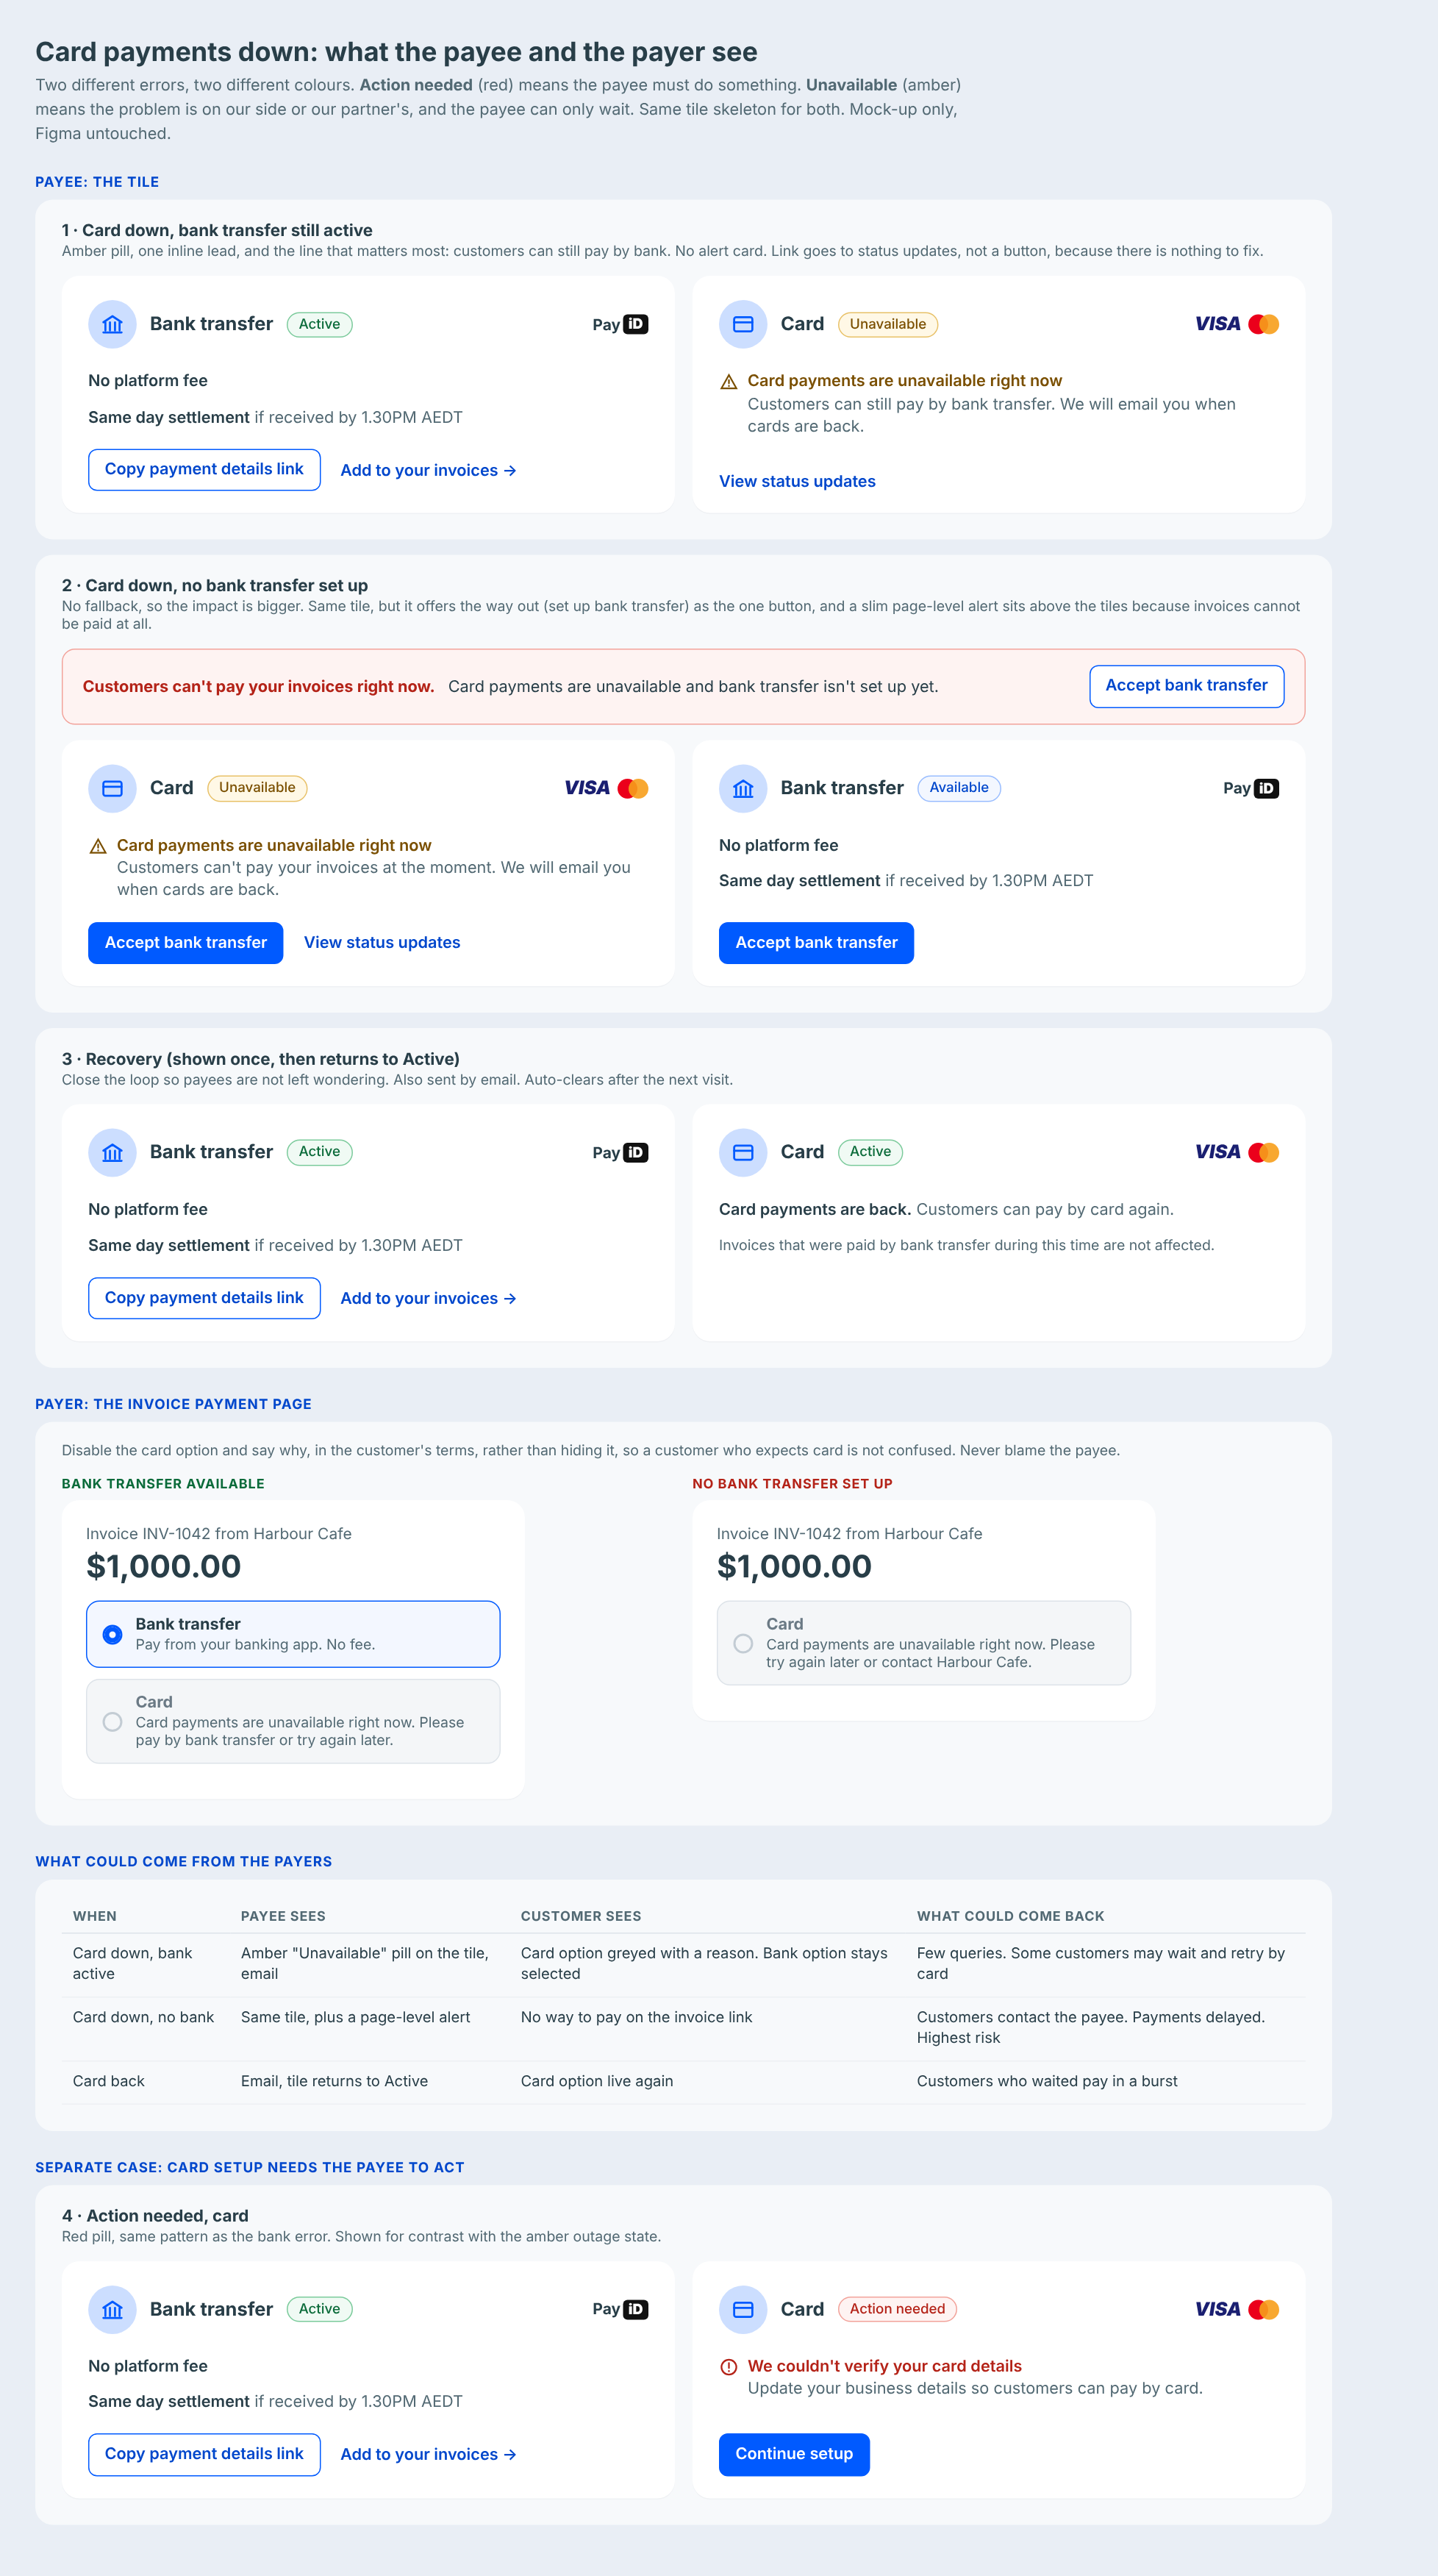 Card payments down: what the payee and the payer see
Two different errors, two different colours. Action needed (red) means the payee must do something. Unavailable (amber)
means the problem is on our side or our partner's, and the payee can only wait. Same tile skeleton for both. Mock-up only,
Figma untouched.
PAYEE: THE TILE
1 · Card down, bank transfer still active
Amber pill, one inline lead, and the line that matters most: customers can still pay by bank. No alert card. Link goes to status updates, not a button, because there is nothing to fix.
Bank transfer Active PayiD
No platform fee
Same day settlement if received by 1.30PM AEDT
Copy payment details link Add to your invoices →
Card Unavailable VISA
Card payments are unavailable right now
Customers can still pay by bank transfer. We will email you when
cards are back.
View status updates
2 · Card down, no bank transfer set up
No fallback, so the impact is bigger. Same tile, but it offers the way out (set up bank transfer) as the one button, and a slim page-level alert sits above the tiles because invoices cannot
be paid at all.
Customers can't pay your invoices right now. Card payments are unavailable and bank transfer isn't set up yet. Accept bank transfer
Card Unavailable VISA
Card payments are unavailable right now
Customers can't pay your invoices at the moment. We will email you
when cards are back.
Accept bank transfer View status updates
Bank transfer Available PayiD
No platform fee
Same day settlement if received by 1.30PM AEDT
Accept bank transfer
3 · Recovery (shown once, then returns to Active)
Close the loop so payees are not left wondering. Also sent by email. Auto-clears after the next visit.
Bank transfer Active PayiD
No platform fee
Same day settlement if received by 1.30PM AEDT
Copy payment details link Add to your invoices →
Card Active VISA
Card payments are back. Customers can pay by card again.
Invoices that were paid by bank transfer during this time are not affected.
PAYER: THE INVOICE PAYMENT PAGE
Disable the card option and say why, in the customer's terms, rather than hiding it, so a customer who expects card is not confused. Never blame the payee.
BANK TRANSFER AVAILABLE
Invoice INV-1042 from Harbour Cafe
$1,000.00
Bank transfer
Pay from your banking app. No fee.
Card
Card payments are unavailable right now. Please
pay by bank transfer or try again later.
NO BANK TRANSFER SET UP
Invoice INV-1042 from Harbour Cafe
$1,000.00
Card
Card payments are unavailable right now. Please
try again later or contact Harbour Cafe.
WHAT COULD COME FROM THE PAYERS
WHEN PAYEE SEES CUSTOMER SEES WHAT COULD COME BACK
Card down, bank active Amber "Unavailable" pill on the tile, email Card option greyed with a reason. Bank option stays selected Few queries. Some customers may wait and retry by card
Card down, no bank Same tile, plus a page-level alert No way to pay on the invoice link Customers contact the payee. Payments delayed. Highest risk
Card back Email, tile returns to Active Card option live again Customers who waited pay in a burst
SEPARATE CASE: CARD SETUP NEEDS THE PAYEE TO ACT
4 · Action needed, card
Red pill, same pattern as the bank error. Shown for contrast with the amber outage state.
Bank transfer Active PayiD
No platform fee
Same day settlement if received by 1.30PM AEDT
Copy payment details link Add to your invoices →
Card Action needed VISA
We couldn't verify your card details
Update your business details so customers can pay by card.
Continue setup